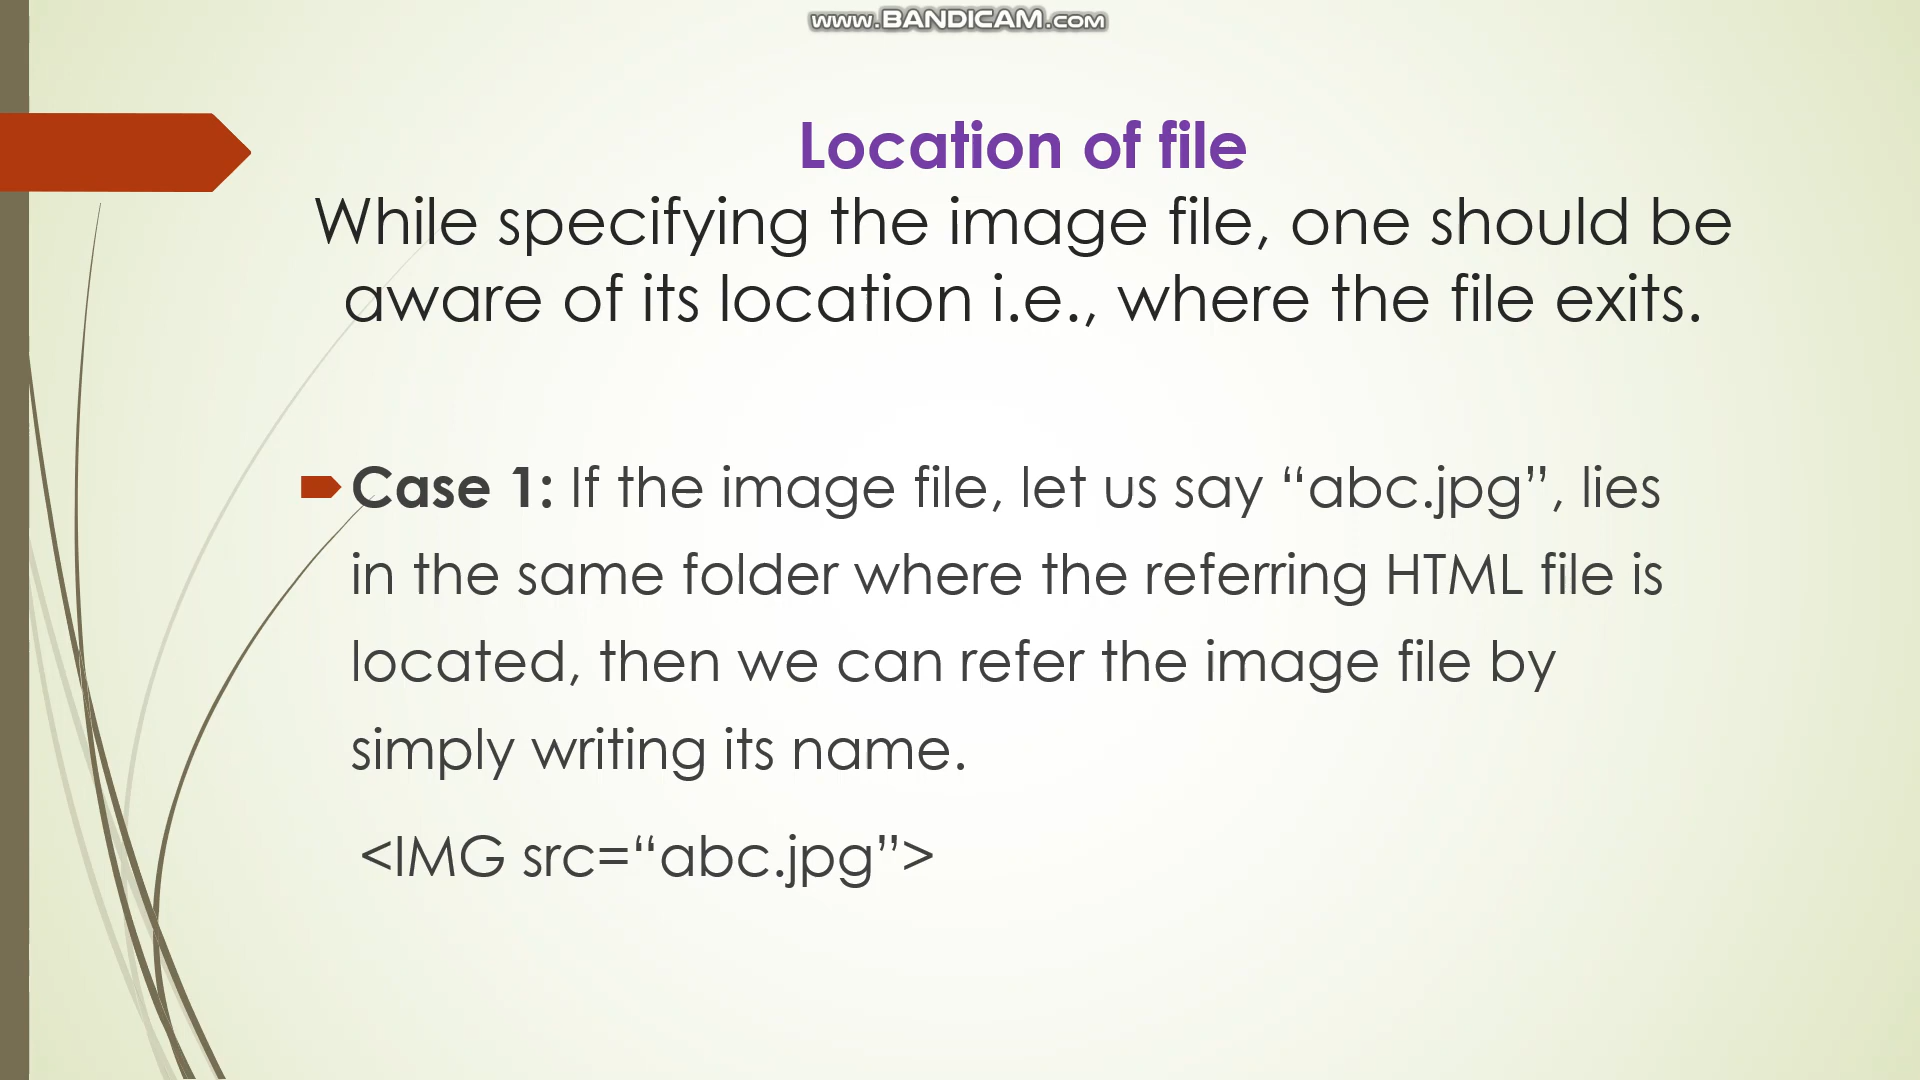 www.BANDICAM.com
Location of file
While specifying the image file, one should be
aware of its location i.e., where the file exits.
Case 1: If the image file, let us say “abc.jpg”, lies
in the same folder where the referring HTML file is
located, then we can refer the image file by
simply writing its name.
<IMG src=“abc.jpg”>